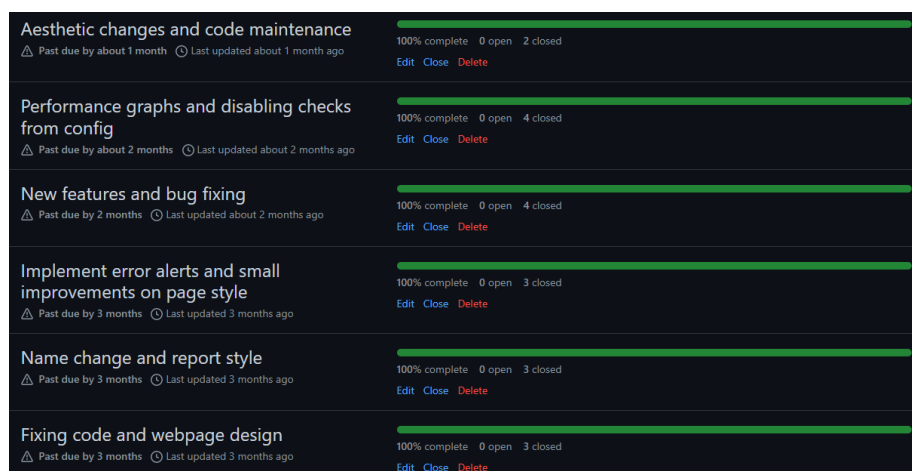 Aesthetic changes and code maintenance
Past due by about 1 month Last updated about 1 month ago
100% complete 0 open 2 closed
Edit Close Delete
Performance graphs and disabling checks
from config
Past due by about 2 months Last updated about 2 months ago
100% complete 0 open 4 closed
Edit Close Delete
New features and bug fixing
Past due by 2 months Last updated about 2 months ago
100% complete 0 open 4 closed
Edit Close Delete
Implement error alerts and small
improvements on page style
Past due by 3 months Last updated 3 months ago
100% complete 0 open 3 closed
Edit Close Delete
Name change and report style
Past due by 3 months Last updated 3 months ago
100% complete 0 open 3 closed
Edit Close Delete
Fixing code and webpage design
Past due by 3 months Last updated 3 months ago
100% complete 0 open 3 closed
Edit Close Delete